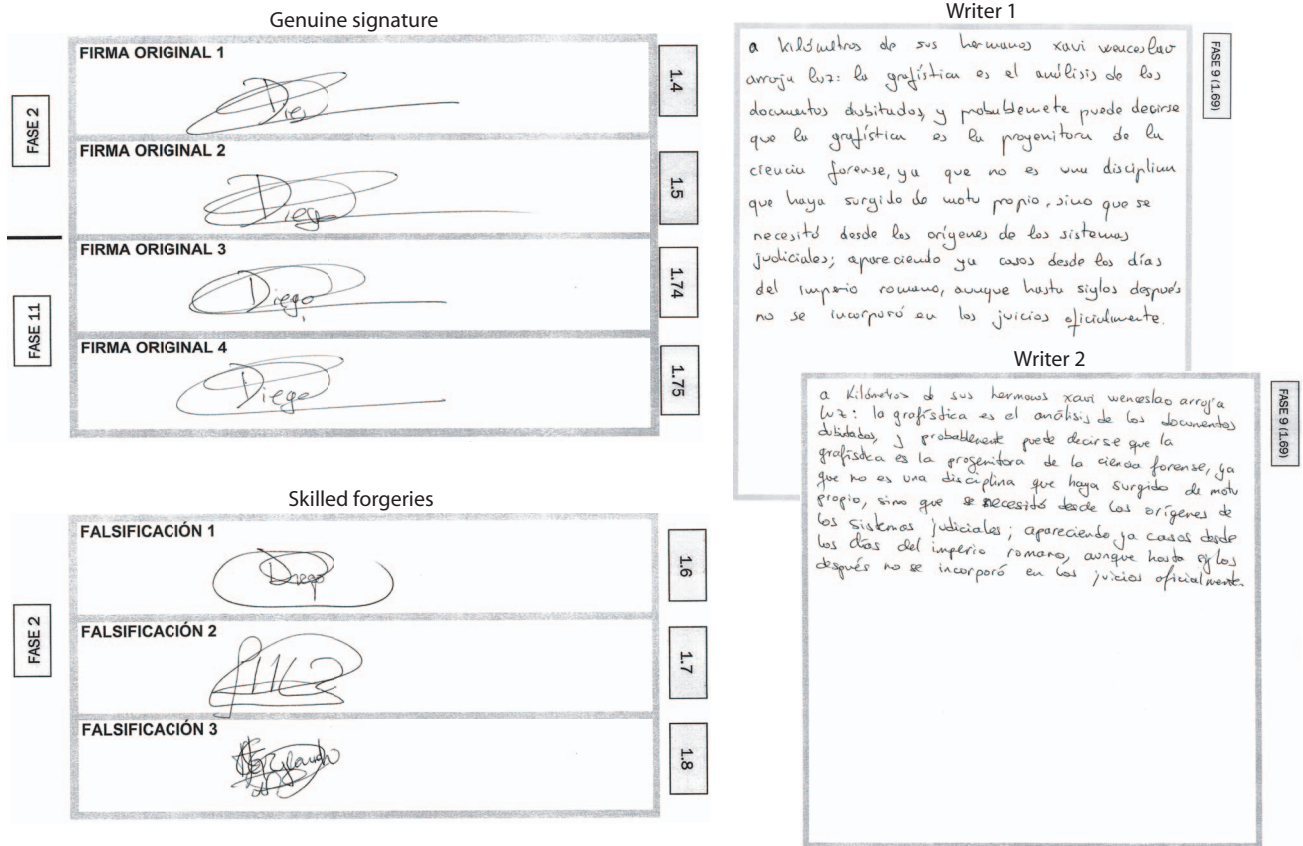 Genuine signature
FIRMA ORIGINAL 1
Diego
1.4
FASE 2
FIRMA ORIGINAL 2
Diego
1.5
FIRMA ORIGINAL 3
Diego
1.74
FASE 11
FIRMA ORIGINAL 4
Diego
1.75
Skilled forgeries
FALSIFICACIÓN 1
Diego
1.6
FASE 2
FALSIFICACIÓN 2
1.7
FALSIFICACIÓN 3
1.8
Writer 1
FASE 9 (1.69)
a kilómetros de sus hermanos xavi wenceslao
arroja luz: la grafística es el análisis de los
documentos dubitados, y probablemete puede decirse
que la grafística es la progenitora de la
ciencia forense, ya que no es una disciplina
que haya surgido de motu propio, sino que se
necesitó desde los orígenes de los sistemas
judiciales; apareciendo ya casos desde los días
del imperio romano, aunque hasta siglos después
no se incorporó en los juicios oficialmente.
Writer 2
FASE 9 (1.69)
a Kilómetros de sus hermanos xavi wenceslao arroja
luz: la grafística es el análisis de los documentos
dubitados, y probablemente puede decirse que la
grafística es la progenitora de la ciencia forense, ya
que no es una disciplina que haya surgido de motu
propio, sino que se necesitó desde los orígenes de
los sistemas judiciales; apareciendo ya casos desde
los días del imperio romano, aunque hasta siglos
después no se incorporó en los juicios oficialmente.